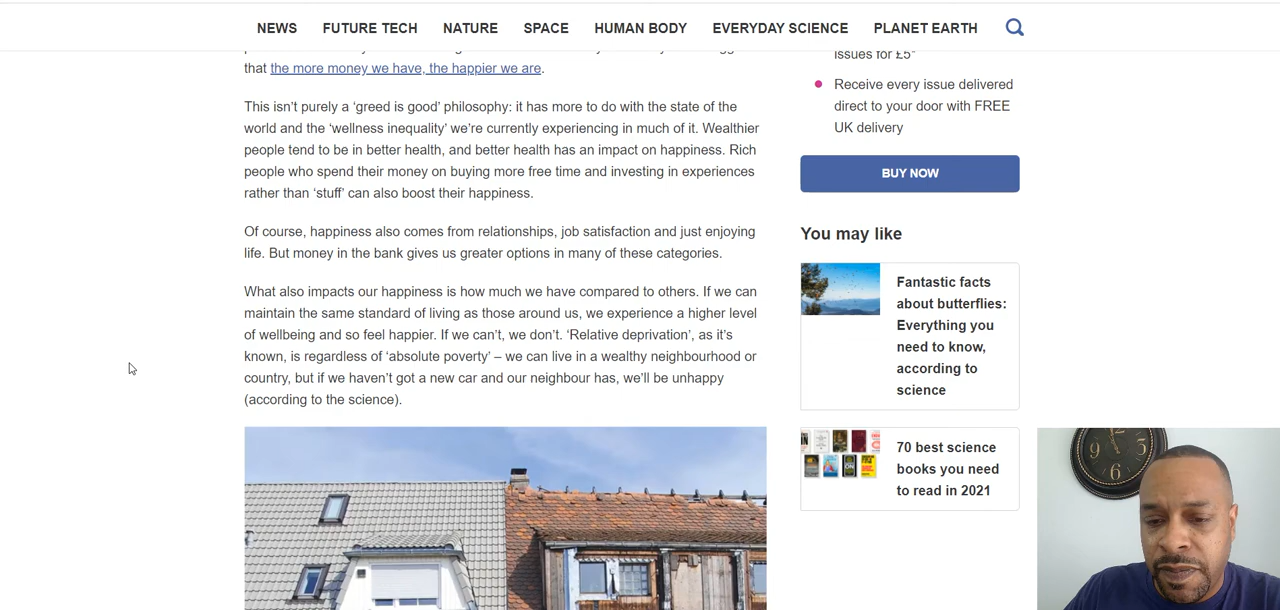 NEWS FUTURE TECH NATURE SPACE HUMAN BODY EVERYDAY SCIENCE PLANET EARTH
that the more money we have, the happier we are.
This isn’t purely a ‘greed is good’ philosophy: it has more to do with the state of the
world and the ‘wellness inequality’ we’re currently experiencing in much of it. Wealthier
people tend to be in better health, and better health has an impact on happiness. Rich
people who spend their money on buying more free time and investing in experiences
rather than ‘stuff’ can also boost their happiness.
Of course, happiness also comes from relationships, job satisfaction and just enjoying
life. But money in the bank gives us greater options in many of these categories.
What also impacts our happiness is how much we have compared to others. If we can
maintain the same standard of living as those around us, we experience a higher level
of wellbeing and so feel happier. If we can’t, we don’t. ‘Relative deprivation’, as it’s
known, is regardless of ‘absolute poverty’ – we can live in a wealthy neighbourhood or
country, but if we haven’t got a new car and our neighbour has, we’ll be unhappy
(according to the science).
issues for £5*
Receive every issue delivered
direct to your door with FREE
UK delivery
BUY NOW
You may like
Fantastic facts
about butterflies:
Everything you
need to know,
according to
science
70 best science
books you need
to read in 2021
9
5
6